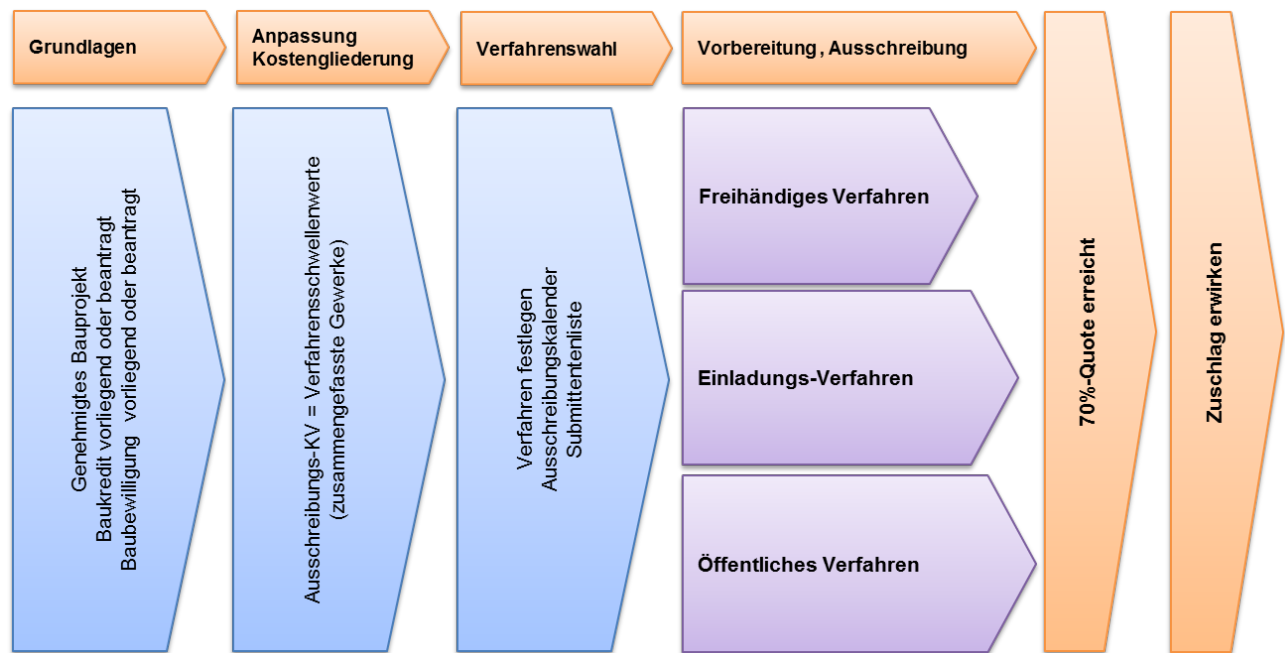 Grundlagen
Anpassung
Kostengliederung
Verfahrenswahl
Vorbereitung, Ausschreibung
Genehmigtes Bauprojekt
Baukredit vorliegend oder beantragt
Baubewilligung vorliegend oder beantragt
Ausschreibungs-KV = Verfahrensschwellenwerte
(zusammengefasste Gewerke)
Verfahren festlegen
Ausschreibungskalender
Submittentenliste
Freihändiges Verfahren
Einladungs-Verfahren
Öffentliches Verfahren
70%-Quote erreicht
Zuschlag erwirken